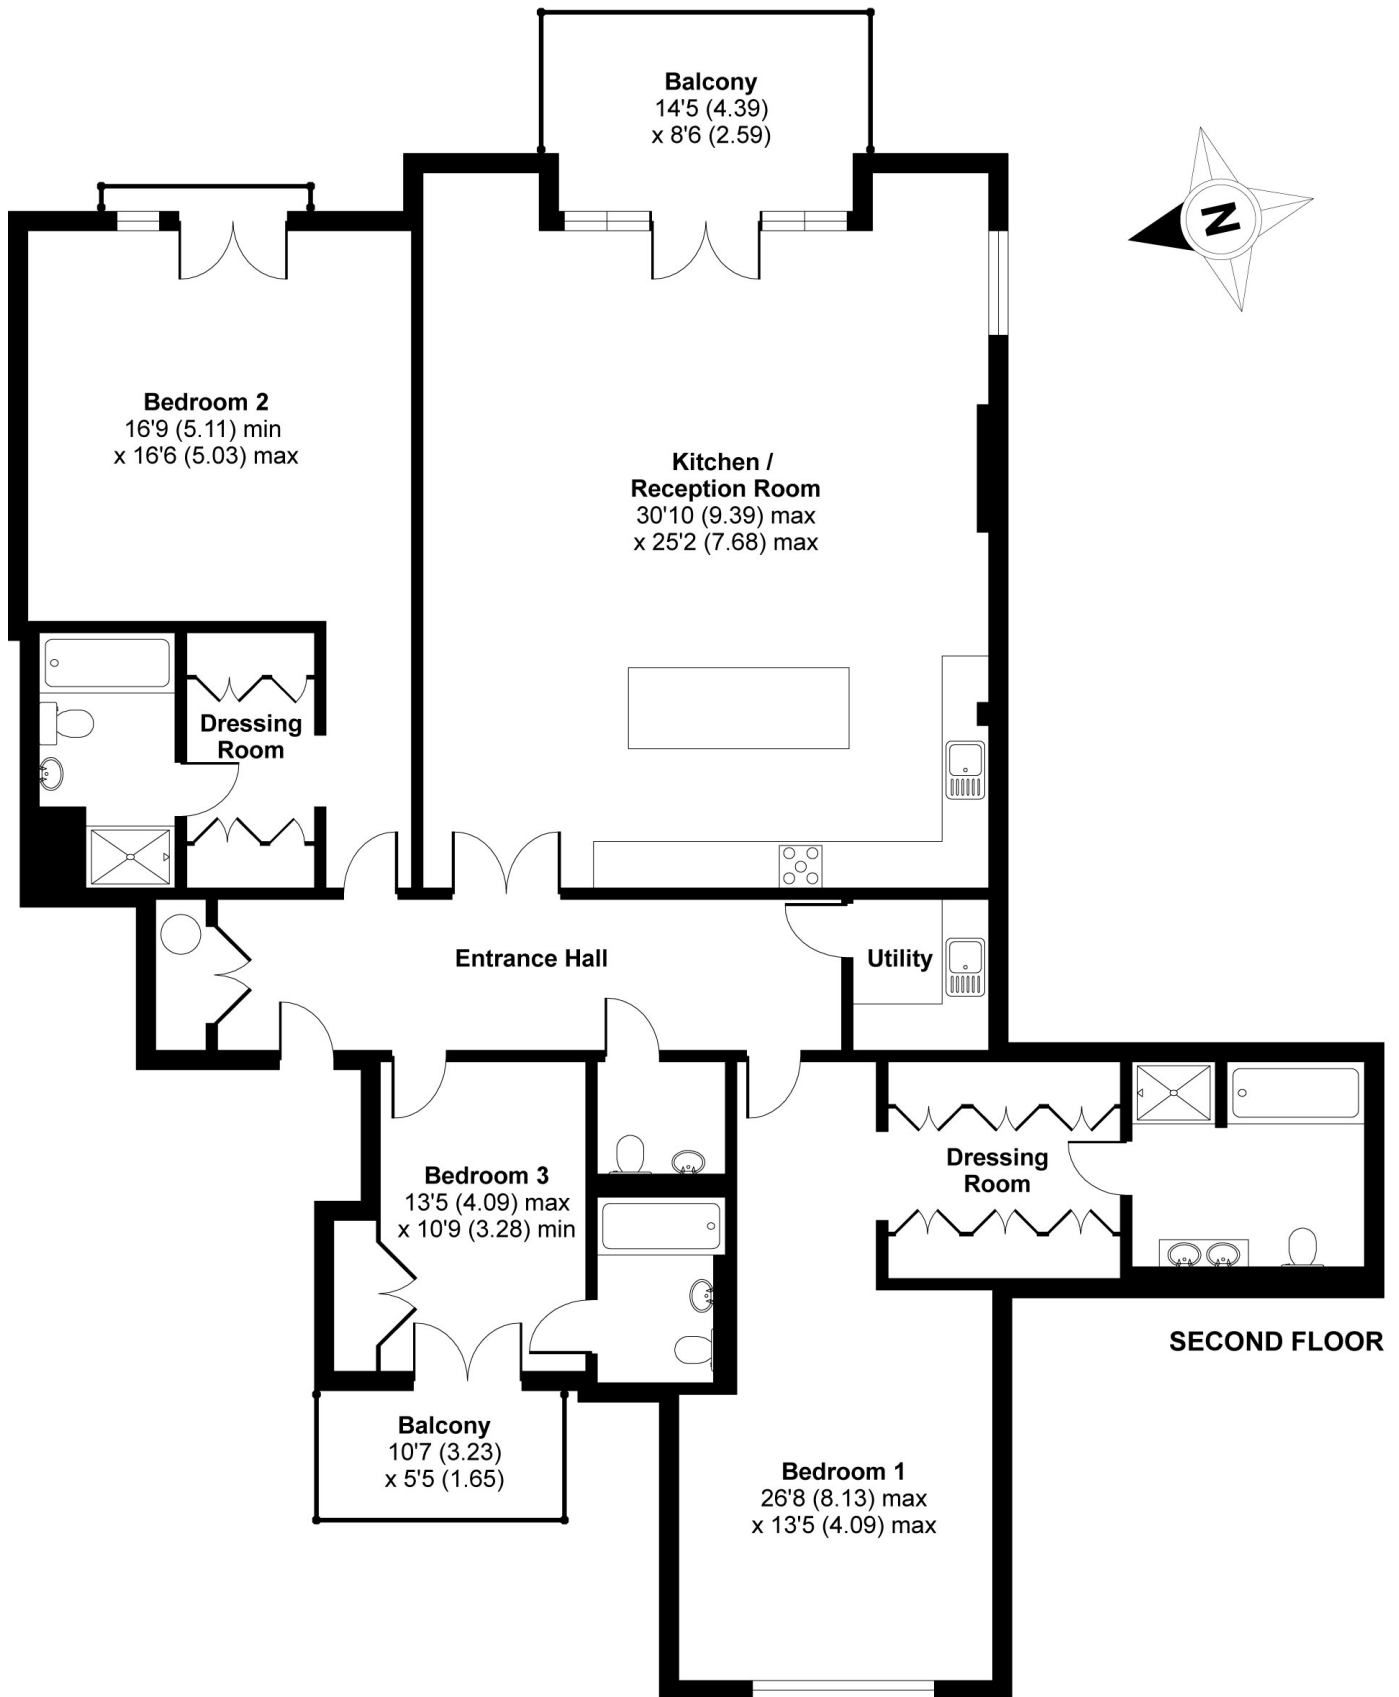 Balcony
14'5 (4.39)
x 8'6 (2.59)
N
Bedroom 2
16'9 (5.11) min
x 16'6 (5.03) max
Kitchen /
Reception Room
30'10 (9.39) max
x 25'2 (7.68) max
Dressing
Room
Entrance Hall
Utility
Bedroom 3
13'5 (4.09) max
x 10'9 (3.28) min
Dressing
Room
SECOND FLOOR
Balcony
10'7 (3.23)
x 5'5 (1.65)
Bedroom 1
26'8 (8.13) max
x 13'5 (4.09) max